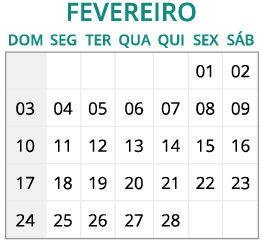 FEVEREIRO
DOM SEG TER QUA QUI SEX SÁB
01 02
03 04 05 06 07 08 09
10 11 12 13 14 15 16
17 18 19 20 21 22 23
24 25 26 27 28